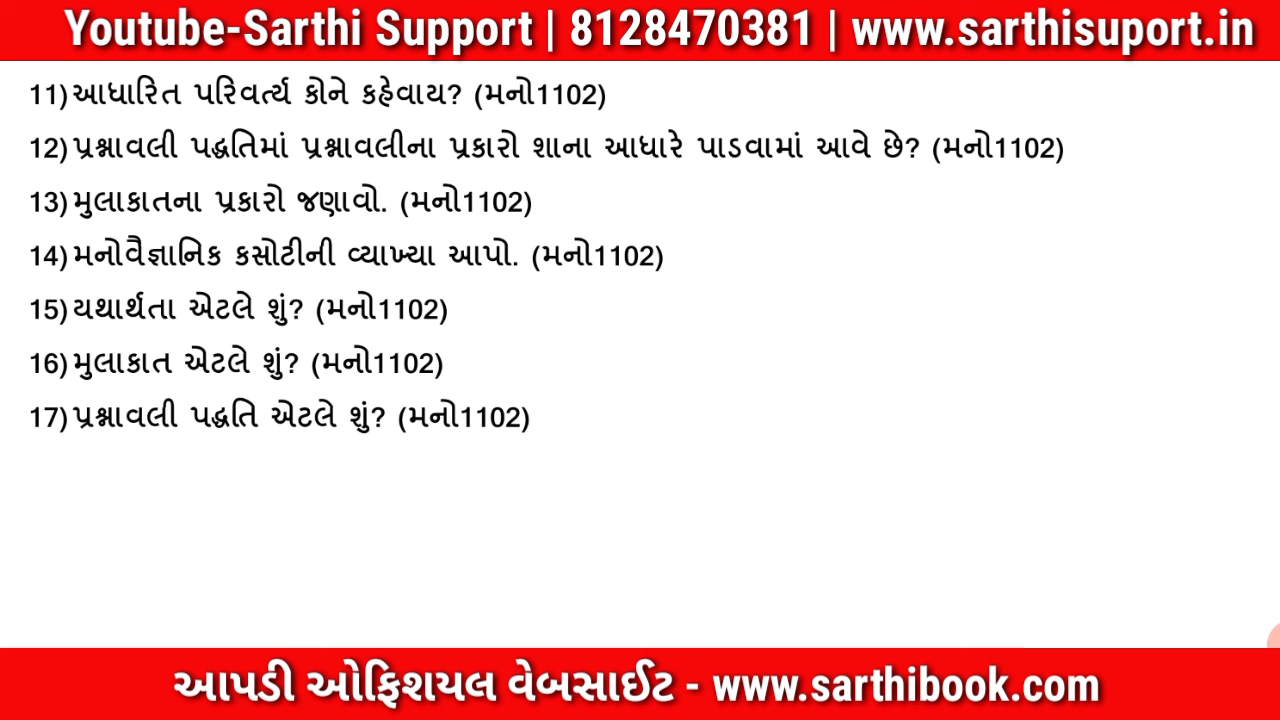 Youtube-Sarthi Support | 8128470381 | www.sarthisuport.in
11) આધારિત પરિવર્ત્ય કોને કહેવાય? (મનો1102)
12) પ્રશ્નાવલી પદ્ધતિમાં પ્રશ્નાવલીના પ્રકારો શાના આધારે પાડવામાં આવે છે? (મનો1102)
13) મુલાકાતના પ્રકારો જણાવો. (મનો1102)
14) મનોવૈજ્ઞાનિક કસોટીની વ્યાખ્યા આપો. (મનો1102)
15) યથાર્થતા એટલે શું? (મનો1102)
16) મુલાકાત એટલે શું? (મનો1102)
17) પ્રશ્નાવલી પદ્ધતિ એટલે શું? (મનો1102)
આપડી ઓફિશયલ વેબસાઈટ - www.sarthibook.com